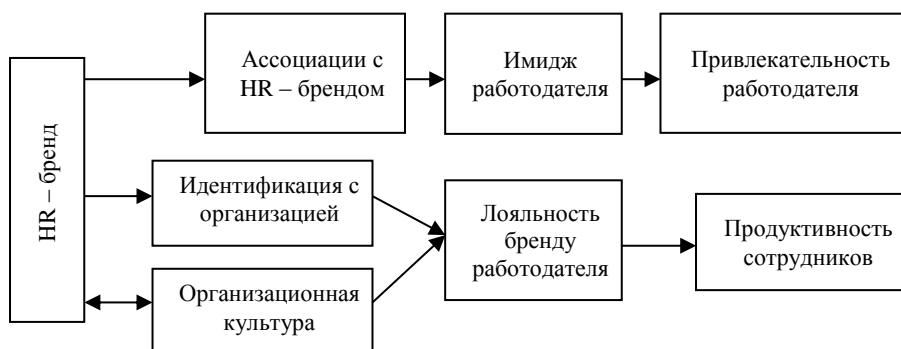 HR – бренд
Ассоциации с
HR – брендом
Имидж
работодателя
Привлекательность
работодателя
Идентификация с
организацией
Лояльность
бренду
работодателя
Продуктивность
сотрудников
Организационная
культура